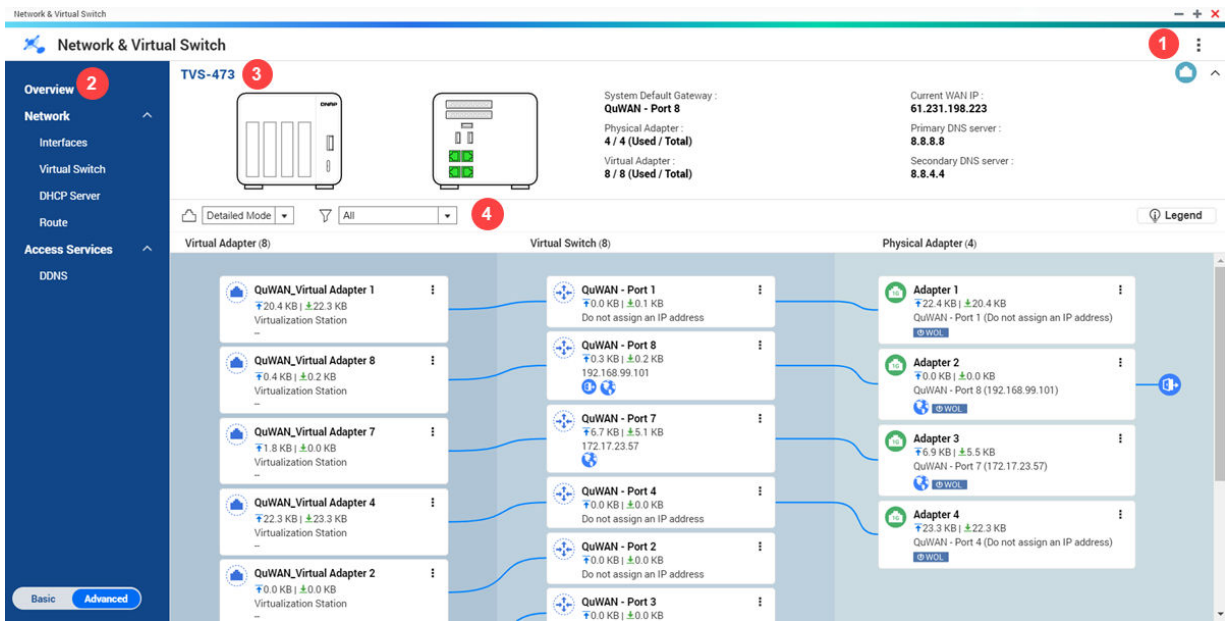 Network & Virtual Switch
Network & Virtual Switch
1
Overview
2
Network
Interfaces
Virtual Switch
DHCP Server
Route
Access Services
DDNS
Basic
Advanced
TVS-473
3
QNAP
System Default Gateway :
QuWAN - Port 8
Physical Adapter :
4 / 4 (Used / Total)
Virtual Adapter :
8 / 8 (Used / Total)
Current WAN IP :
61.231.198.223
Primary DNS server :
8.8.8.8
Secondary DNS server :
8.8.4.4
Detailed Mode
All
4
Legend
Virtual Adapter (8)
QuWAN_Virtual Adapter 1
20.4 KB | 22.3 KB
Virtualization Station
--
QuWAN_Virtual Adapter 8
0.4 KB | 0.2 KB
Virtualization Station
--
QuWAN_Virtual Adapter 7
1.8 KB | 0.0 KB
Virtualization Station
--
QuWAN_Virtual Adapter 4
22.3 KB | 23.3 KB
Virtualization Station
--
QuWAN_Virtual Adapter 2
0.0 KB | 0.0 KB
Virtualization Station
--
Virtual Switch (8)
QuWAN - Port 1
0.0 KB | 0.1 KB
Do not assign an IP address
QuWAN - Port 8
0.3 KB | 0.2 KB
192.168.99.101
QuWAN - Port 7
6.7 KB | 5.1 KB
172.17.23.57
QuWAN - Port 4
0.0 KB | 0.0 KB
Do not assign an IP address
QuWAN - Port 2
0.0 KB | 0.0 KB
Do not assign an IP address
QuWAN - Port 3
0.0 KB | 0.0 KB
Physical Adapter (4)
1G
Adapter 1
22.4 KB | 20.4 KB
QuWAN - Port 1 (Do not assign an IP address)
WOL
1G
Adapter 2
0.0 KB | 0.0 KB
QuWAN - Port 8 (192.168.99.101)
WOL
1G
Adapter 3
6.9 KB | 5.5 KB
QuWAN - Port 7 (172.17.23.57)
WOL
1G
Adapter 4
23.3 KB | 22.3 KB
QuWAN - Port 4 (Do not assign an IP address)
WOL